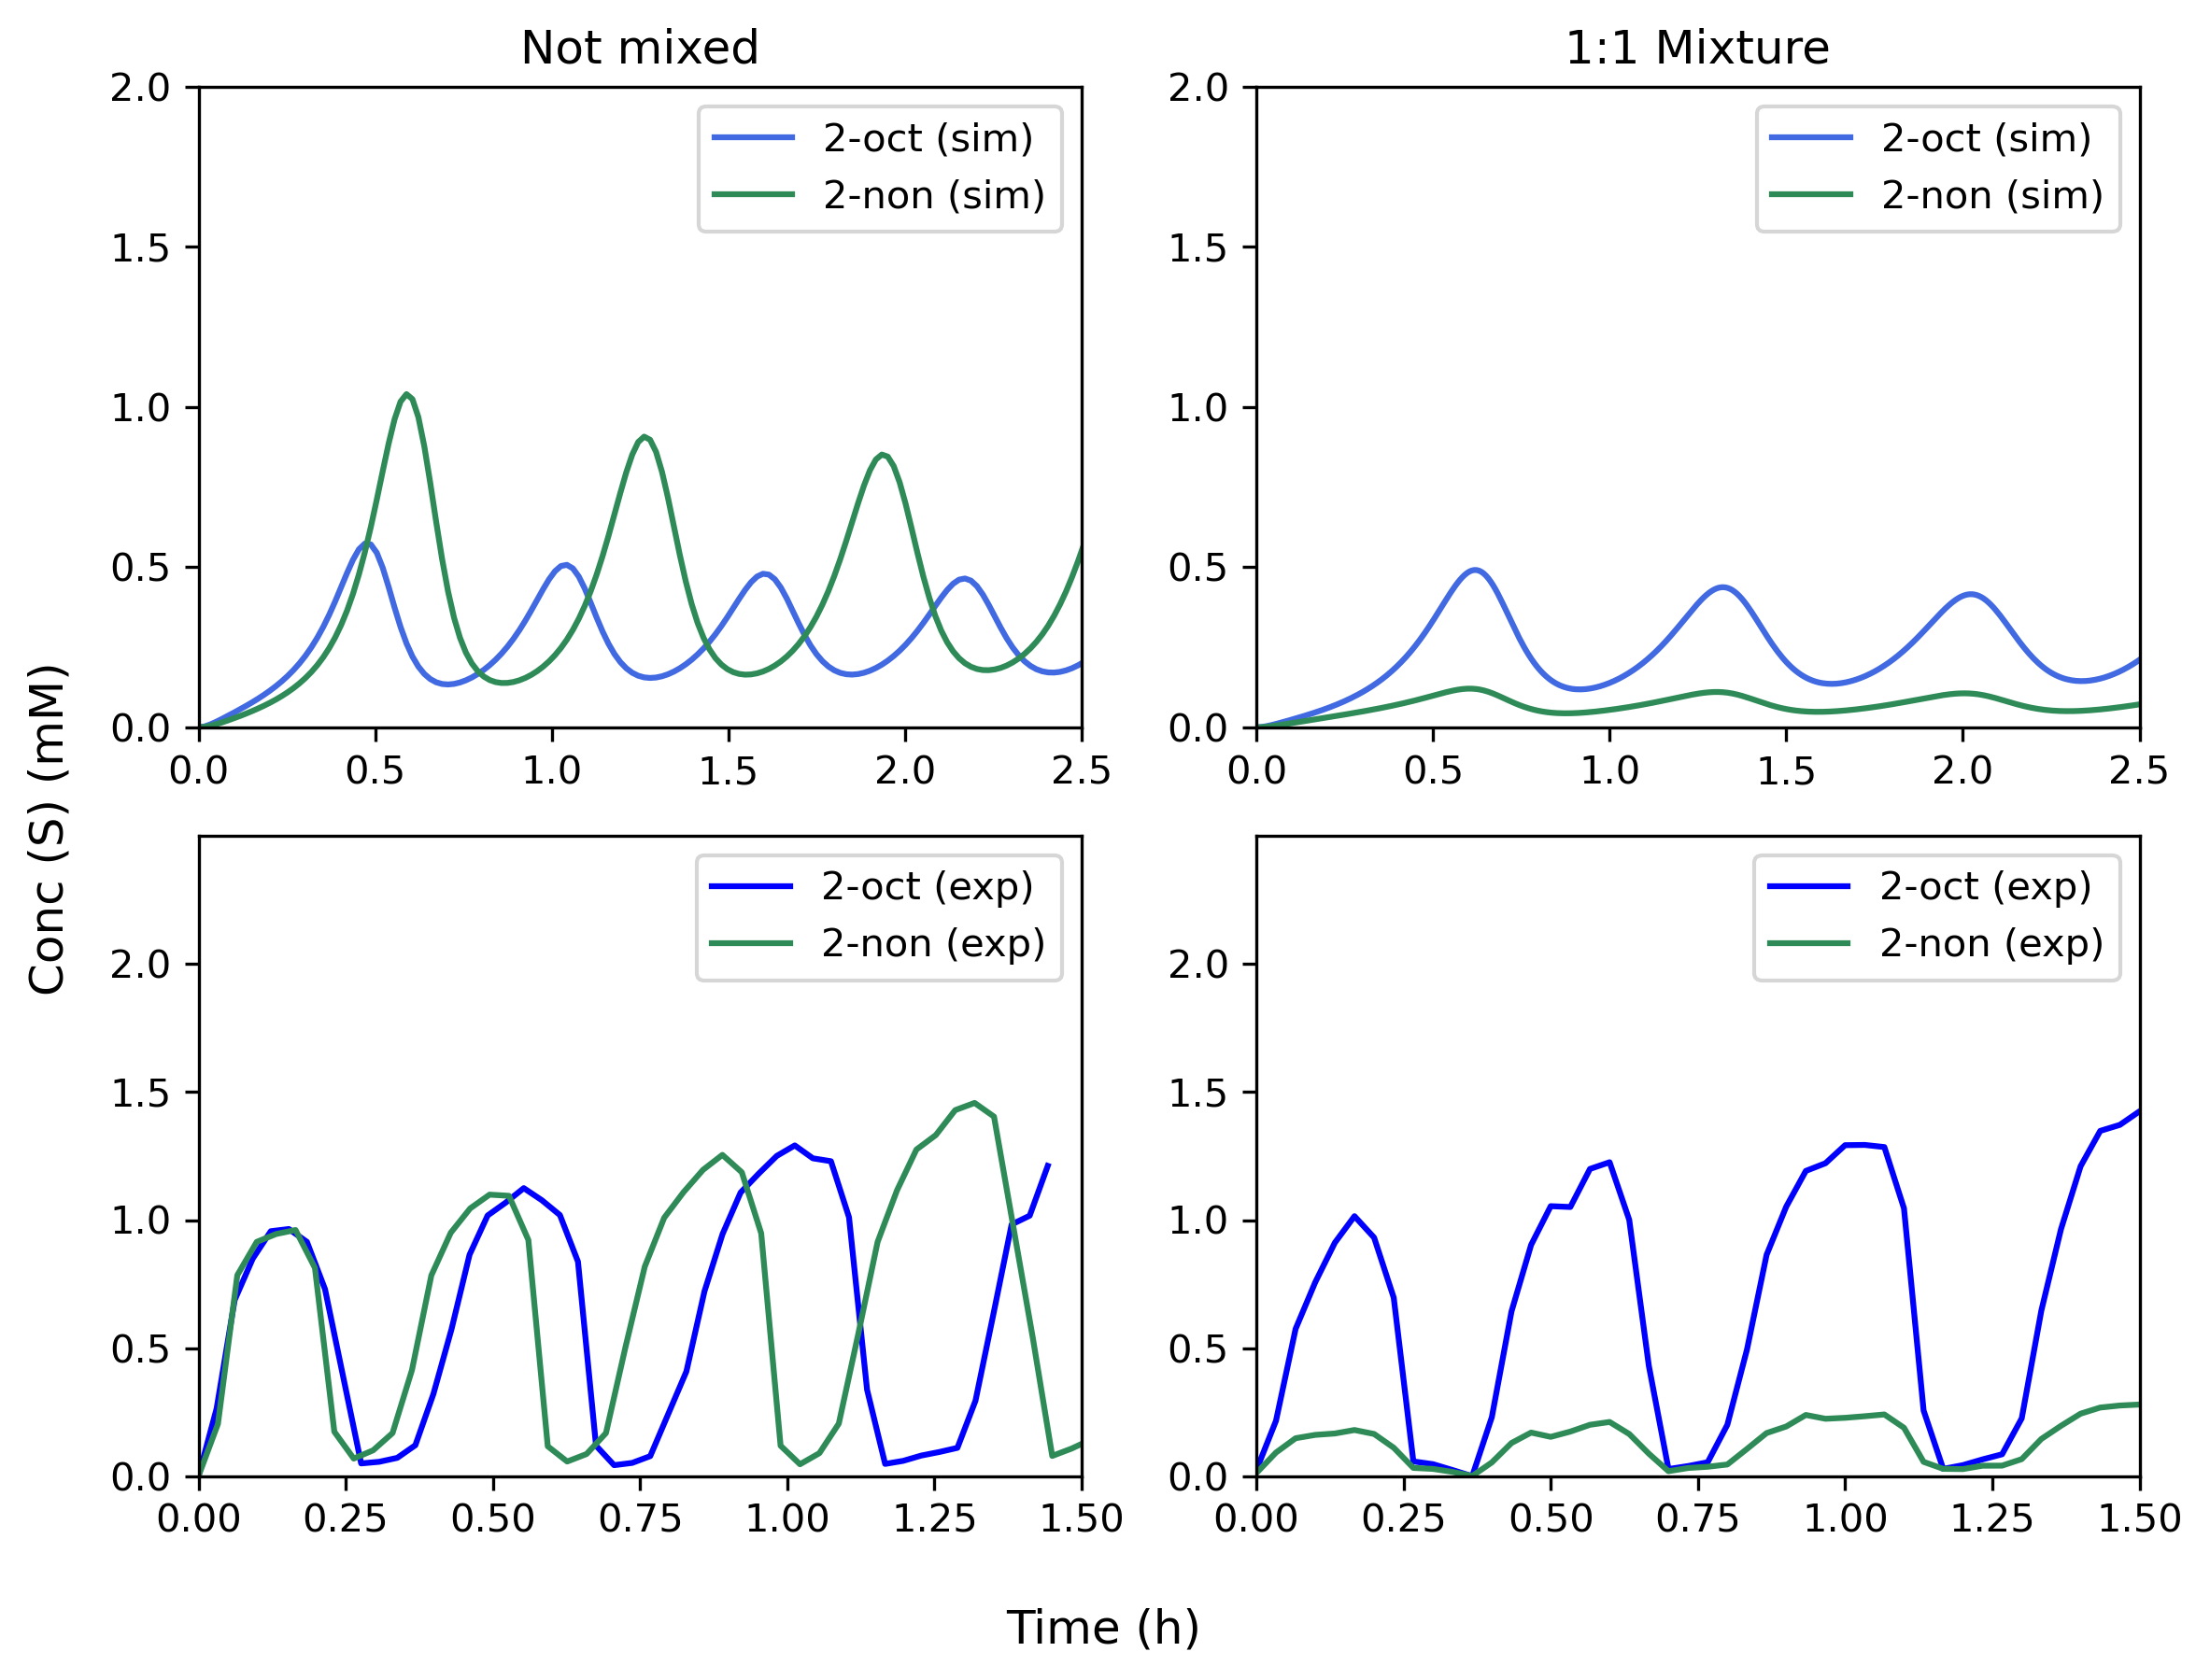 Not mixed
1:1 Mixture
2.0
1.5
1.0
0.5
0.0
2-oct (sim)
2-non (sim)
0.0 0.5 1.0 1.5 2.0 2.5
2.0
1.5
1.0
0.5
0.0
2-oct (sim)
2-non (sim)
0.0 0.5 1.0 1.5 2.0 2.5
Conc (S) (mM)
2.0
1.5
1.0
0.5
0.0
2-oct (exp)
2-non (exp)
0.00 0.25 0.50 0.75 1.00 1.25 1.50
2.0
1.5
1.0
0.5
0.0
2-oct (exp)
2-non (exp)
0.00 0.25 0.50 0.75 1.00 1.25 1.50
Time (h)